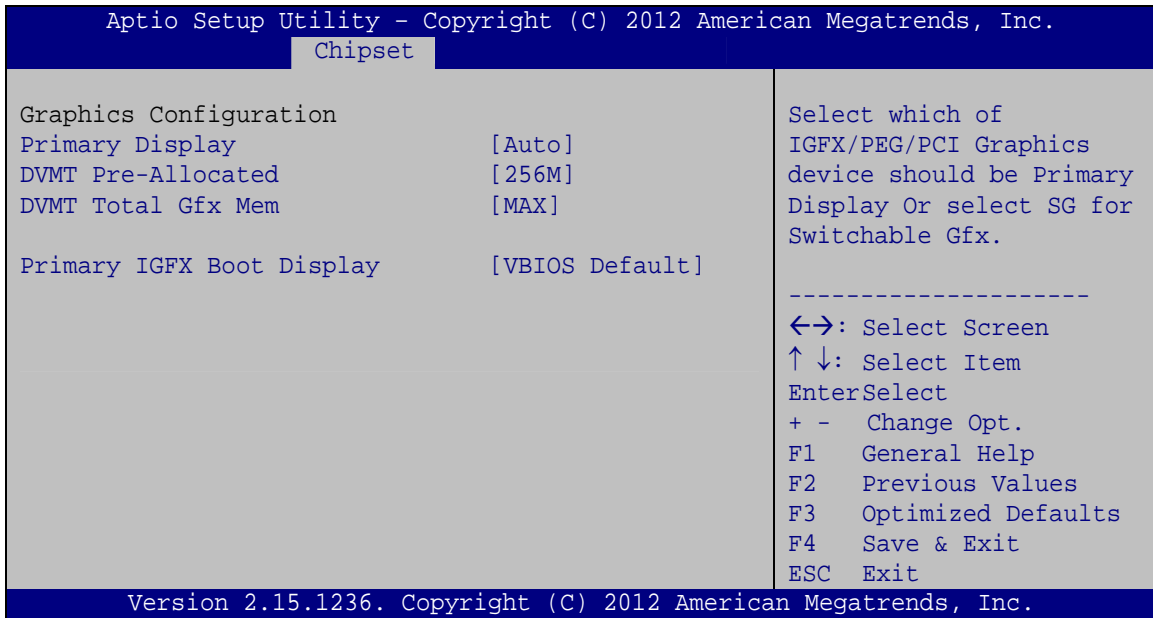 Aptio Setup Utility – Copyright (C) 2012 American Megatrends, Inc.
Chipset
Graphics Configuration
Primary Display [Auto]
DVMT Pre-Allocated [256M]
DVMT Total Gfx Mem [MAX]
Primary IGFX Boot Display [VBIOS Default]
Select which of
IGFX/PEG/PCI Graphics
device should be Primary
Display Or select SG for
Switchable Gfx.
---------------------
←→: Select Screen
↑ ↓: Select Item
EnterSelect
+ - Change Opt.
F1 General Help
F2 Previous Values
F3 Optimized Defaults
F4 Save & Exit
ESC Exit
Version 2.15.1236. Copyright (C) 2012 American Megatrends, Inc.